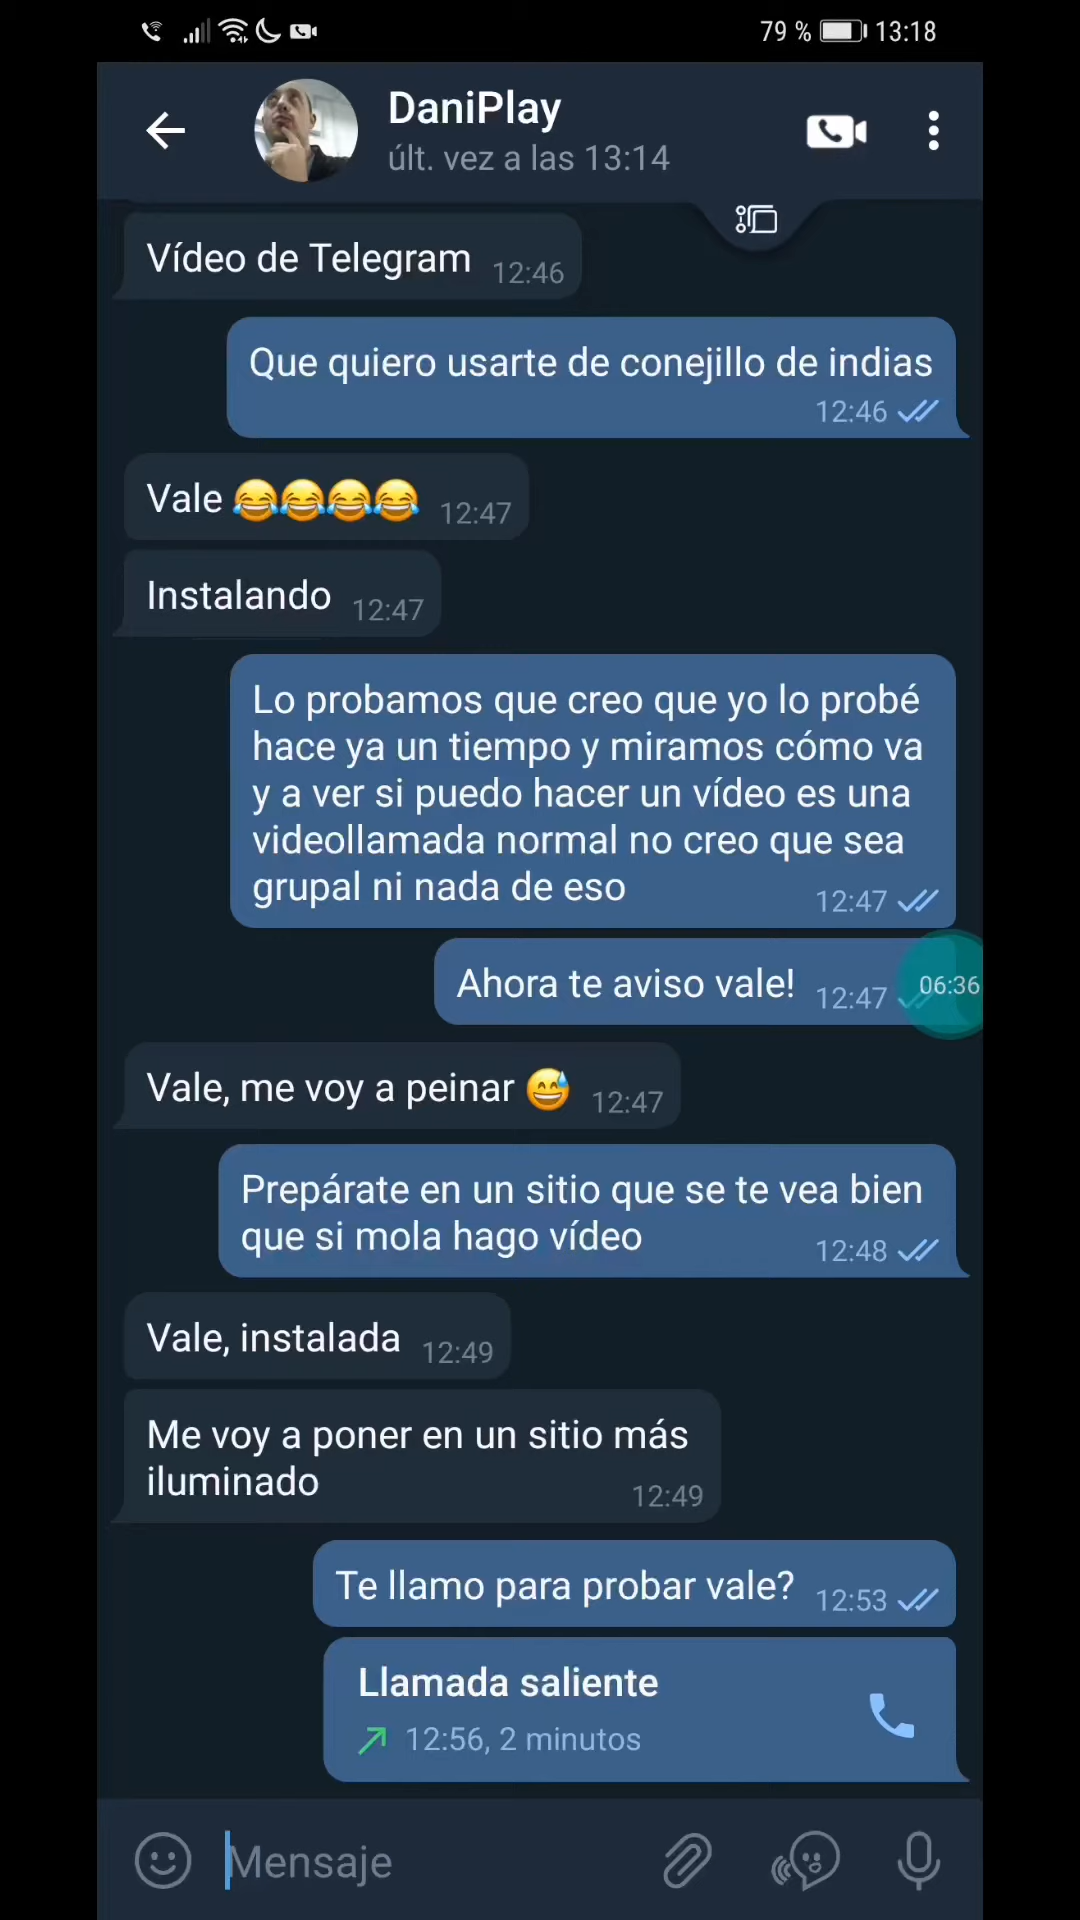 79 % 13:18
DaniPlay
últ. vez a las 13:14
Vídeo de Telegram 12:46
Que quiero usarte de conejillo de indias
12:46
Vale 😂😂😂😂 12:47
Instalando 12:47
Lo probamos que creo que yo lo probé
hace ya un tiempo y miramos cómo va
y a ver si puedo hacer un vídeo es una
videollamada normal no creo que sea
grupal ni nada de eso 12:47
Ahora te aviso vale! 12:47
06:36
Vale, me voy a peinar 😅 12:47
Prepárate en un sitio que se te vea bien
que si mola hago vídeo 12:48
Vale, instalada 12:49
Me voy a poner en un sitio más
iluminado 12:49
Te llamo para probar vale? 12:53
Llamada saliente
12:56, 2 minutos
Mensaje